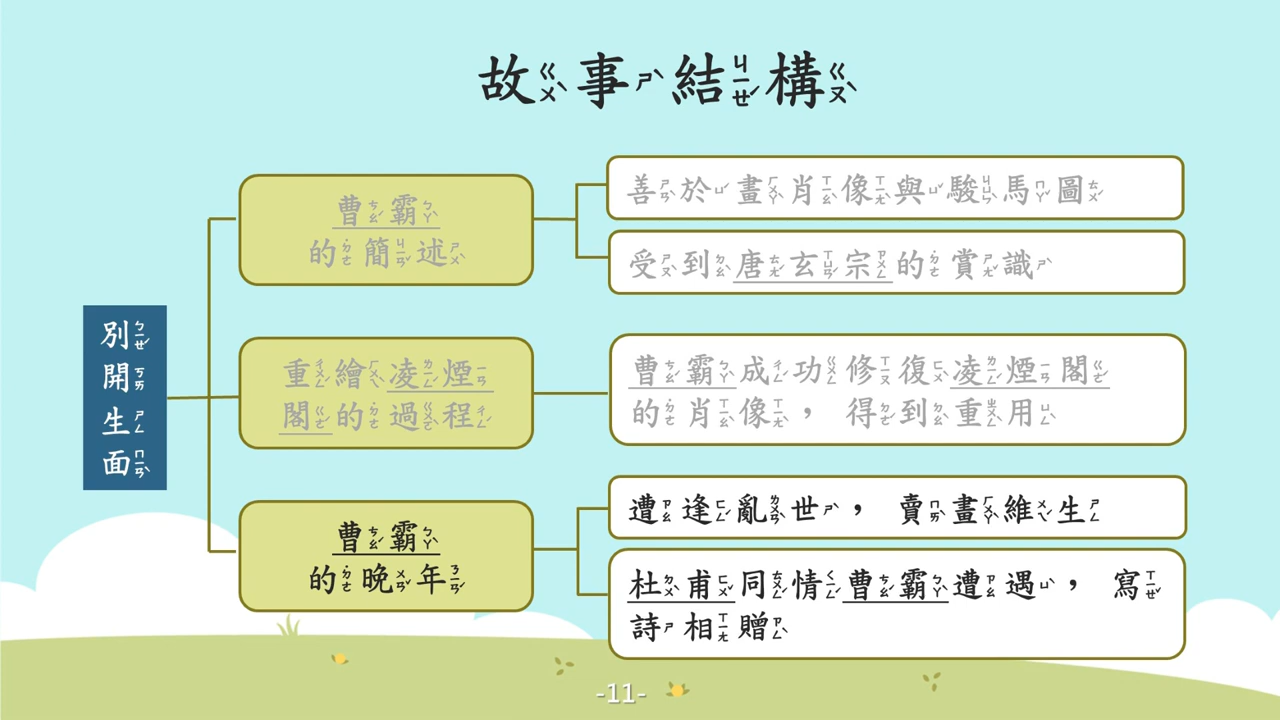 故事結構
別開生面
曹霸
的簡述
善於畫肖像與駿馬圖
受到唐玄宗的賞識
重繪凌煙
閣的過程
曹霸成功修復凌煙閣
的肖像，得到重用
曹霸
的晚年
遭逢亂世，賣畫維生
杜甫同情曹霸遭遇，寫
詩相贈
-11-